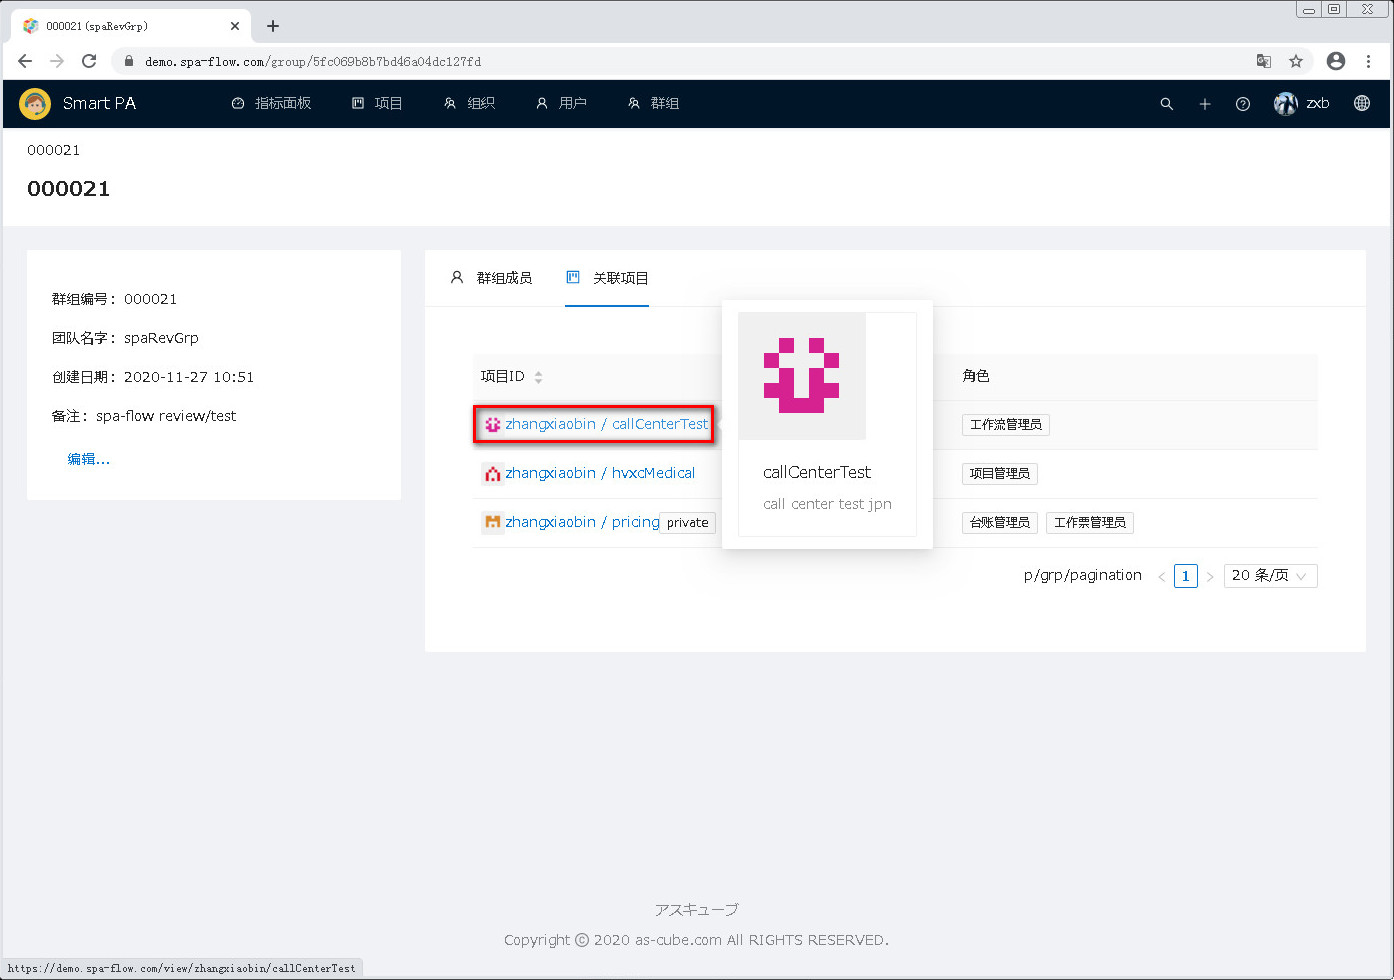 000021 (spaRevGrp)
demo.spa-flow.com/group/5fc069b8b7bd46a04dc127fd
Smart PA 指标面板 项目 组织 用户 群组 zxb
000021
000021
群组编号：000021
团队名字：spaRevGrp
创建日期：2020-11-27 10:51
备注：spa-flow review/test
编辑...
群组成员 关联项目
项目ID 角色
zhangxiaobin / callCenterTest 工作流管理员
zhangxiaobin / hvxcMedical 项目管理员
zhangxiaobin / pricing private 台账管理员 工作票管理员
callCenterTest
call center test jpn
p/grp/pagination < 1 > 20 条/页
アスキューブ
Copyright © 2020 as-cube.com All RIGHTS RESERVED.
https://demo.spa-flow.com/view/zhangxiaobin/callCenterTest